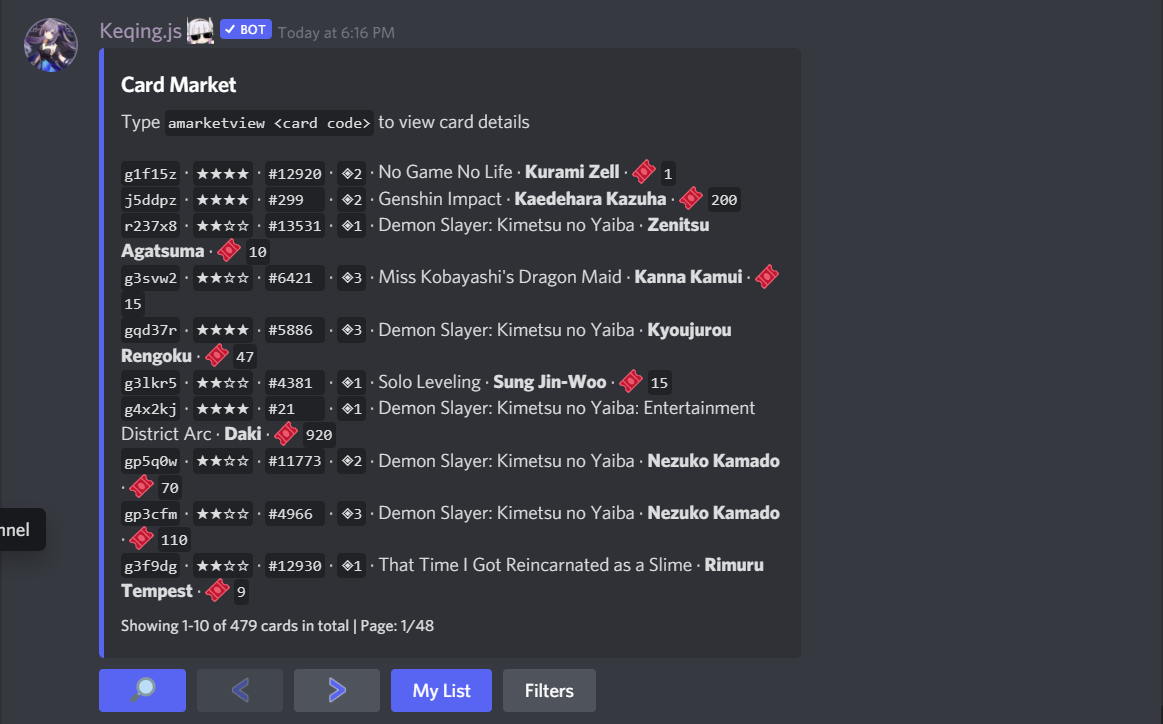 Keqing.js ✓ BOT Today at 6:16 PM
Card Market
Type amarketview <card code> to view card details
g1f15z · ★★★★ · #12920 · ◈2 · No Game No Life · Kurami Zell · 1
j5ddpz · ★★★★ · #299 · ◈2 · Genshin Impact · Kaedehara Kazuha · 200
r237x8 · ★★☆☆ · #13531 · ◈1 · Demon Slayer: Kimetsu no Yaiba · Zenitsu
Agatsuma · 10
g3svw2 · ★★☆☆ · #6421 · ◈3 · Miss Kobayashi's Dragon Maid · Kanna Kamui ·
15
gqd37r · ★★★★ · #5886 · ◈3 · Demon Slayer: Kimetsu no Yaiba · Kyoujurou
Rengoku · 47
g3lkr5 · ★★☆☆ · #4381 · ◈1 · Solo Leveling · Sung Jin-Woo · 15
g4x2kj · ★★★★ · #21 · ◈1 · Demon Slayer: Kimetsu no Yaiba: Entertainment
District Arc · Daki · 920
gp5q0w · ★★☆☆ · #11773 · ◈2 · Demon Slayer: Kimetsu no Yaiba · Nezuko Kamado
· 70
gp3cfm · ★★☆☆ · #4966 · ◈3 · Demon Slayer: Kimetsu no Yaiba · Nezuko Kamado
· 110
nnel
g3f9dg · ★★☆☆ · #12930 · ◈1 · That Time I Got Reincarnated as a Slime · Rimuru
Tempest · 9
Showing 1-10 of 479 cards in total | Page: 1/48
My List Filters